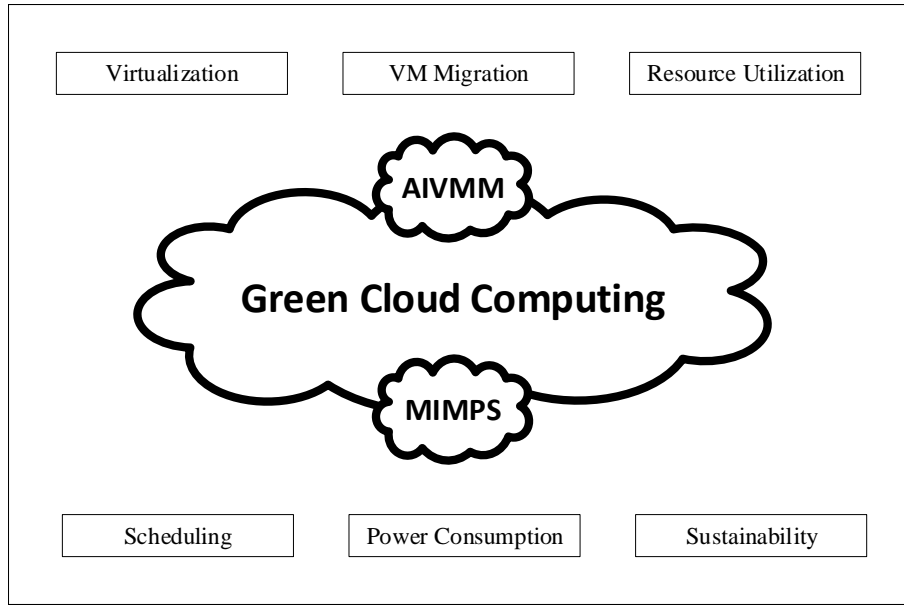 Virtualization
VM Migration
Resource Utilization
AIVMM
Green Cloud Computing
MIMPS
Scheduling
Power Consumption
Sustainability